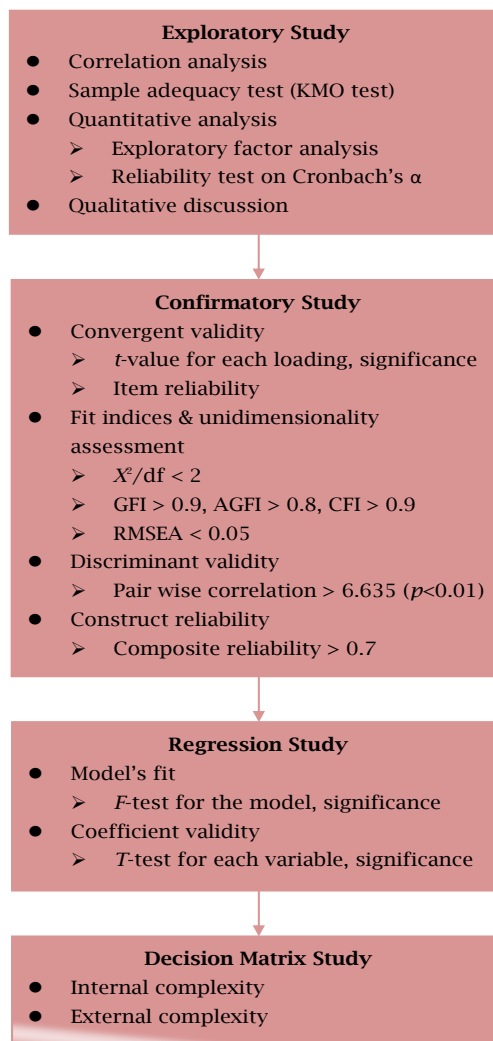 Exploratory Study
● Correlation analysis
● Sample adequacy test (KMO test)
● Quantitative analysis
➢ Exploratory factor analysis
➢ Reliability test on Cronbach’s α
● Qualitative discussion
Confirmatory Study
● Convergent validity
➢ t-value for each loading, significance
➢ Item reliability
● Fit indices & unidimensionality
assessment
➢ X²/df < 2
➢ GFI > 0.9, AGFI > 0.8, CFI > 0.9
➢ RMSEA < 0.05
● Discriminant validity
➢ Pair wise correlation > 6.635 (p<0.01)
● Construct reliability
➢ Composite reliability > 0.7
Regression Study
● Model’s fit
➢ F-test for the model, significance
● Coefficient validity
➢ T-test for each variable, significance
Decision Matrix Study
● Internal complexity
● External complexity